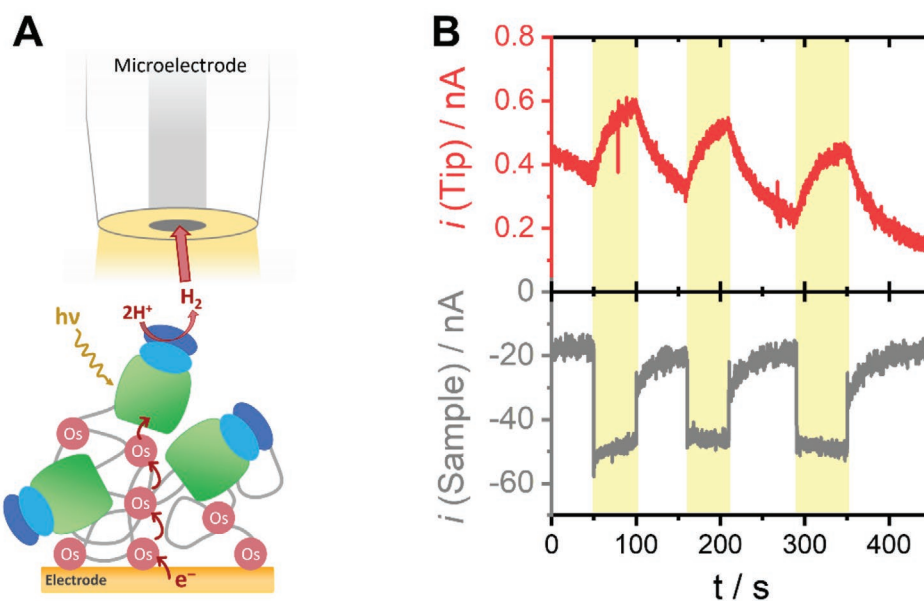 A
Microelectrode
H₂
2H⁺
hν
Os
Os
Os
Os
Os
Os
Os
Electrode
e⁻
B
0.8
0.6
0.4
0.2
0
i (Tip) / nA
-20
-40
-60
i (Sample) / nA
0 100 200 300 400
t / s